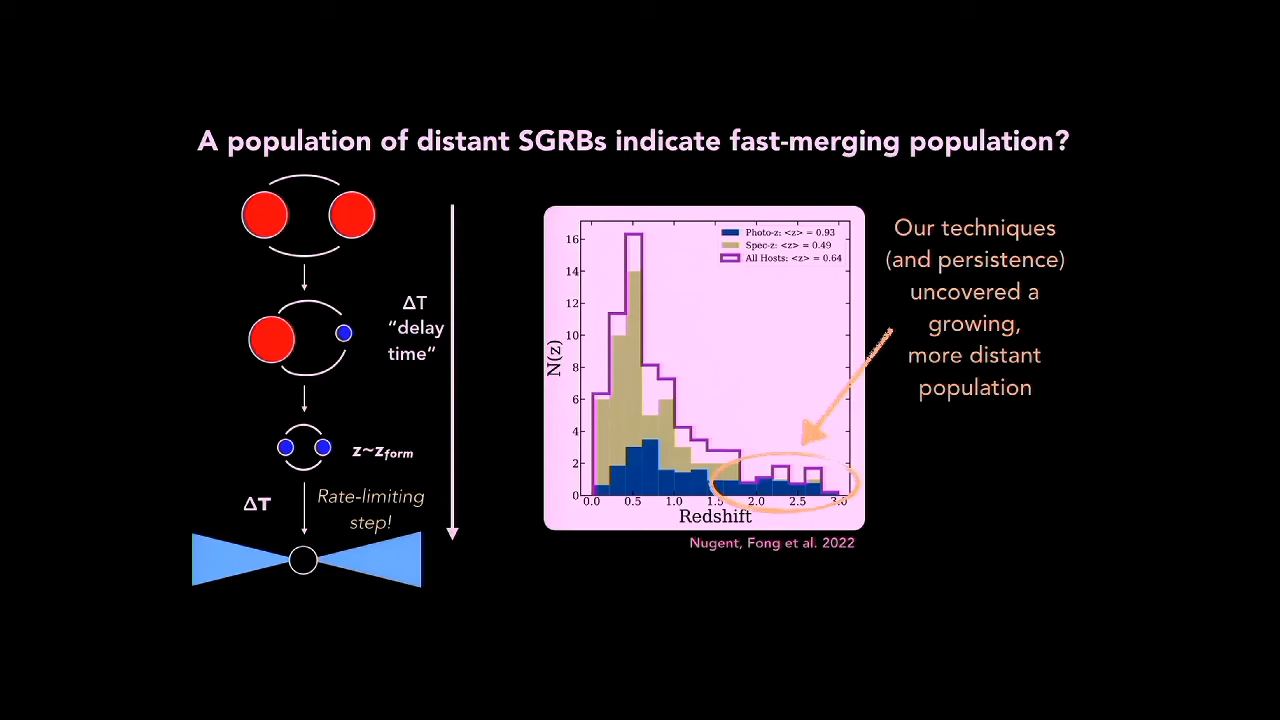 A population of distant SGRBs indicate fast-merging population?
ΔT
“delay
time”
z~zform
ΔT
Rate-limiting
step!
Photo-z: <z> = 0.93
Spec-z: <z> = 0.49
All Hosts: <z> = 0.64
N(z)
16
14
12
10
8
6
4
2
0
0.0 0.5 1.0 1.5 2.0 2.5 3.0
Redshift
Nugent, Fong et al. 2022
Our techniques
(and persistence)
uncovered a
growing,
more distant
population